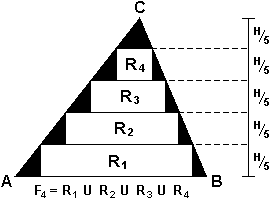 C
H/5
R4
H/5
R3
H/5
R2
H/5
R1
H/5
A B
F4 = R1 U R2 U R3 U R4